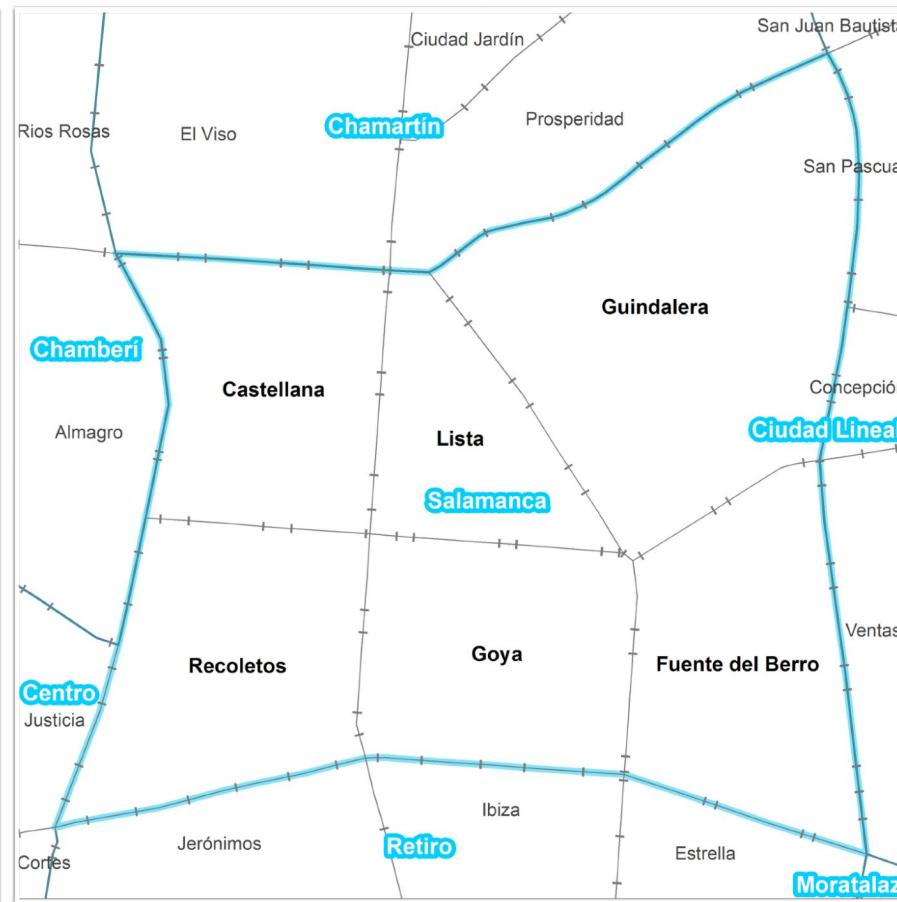 San Juan Bautista
Ciudad Jardín
Prosperidad
Chamartín
Rios Rosas
El Viso
San Pascua
Guindalera
Chamberí
Castellana
Concepción
Almagro
Lista
Ciudad Lineal
Salamanca
Ventas
Goya
Recoletos
Fuente del Berro
Centro
Justicia
Ibiza
Jerónimos
Retiro
Estrella
Cortes
Moratalaz